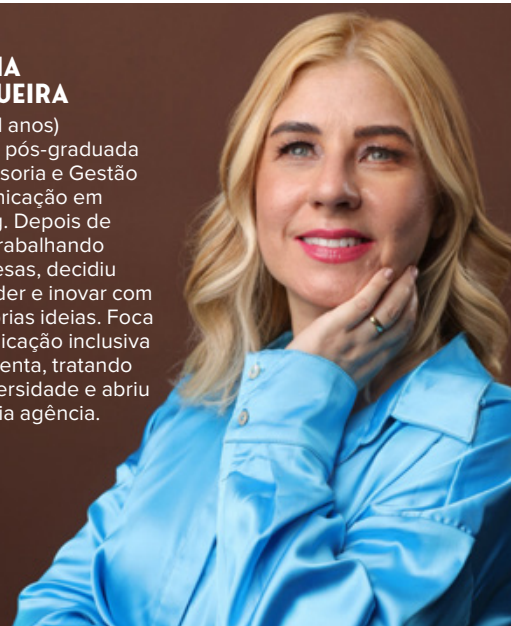 IA
UEIRA
anos)
pós-graduada
soria e Gestão
nicação em
g. Depois de
rabalhando
esas, decidiu
der e inovar com
rias ideias. Foca
icação inclusiva
enta, tratando
ersidade e abriu
ia agência.